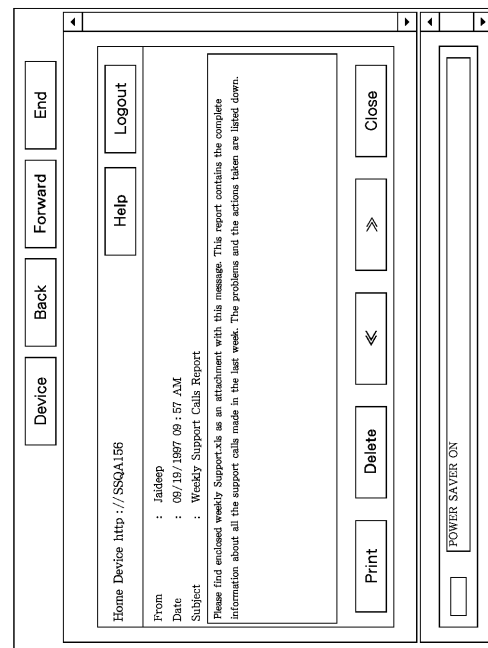 Device Back Forward End
Home Device http://SSQA156 Help Logout
From : Jaideep
Date : 09/19/1997 09:57 AM
Subject : Weekly Support Calls Report
Please find enclosed weekly Support.xls as an attachment with this message. This report contains the complete
information about all the support calls made in the last week. The problems and the actions taken are listed down.
Print Delete ≪ ≫ Close
POWER SAVER ON